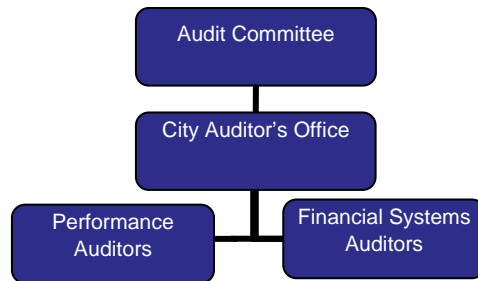 Audit Committee
City Auditor’s Office
Performance
Auditors
Financial Systems
Auditors